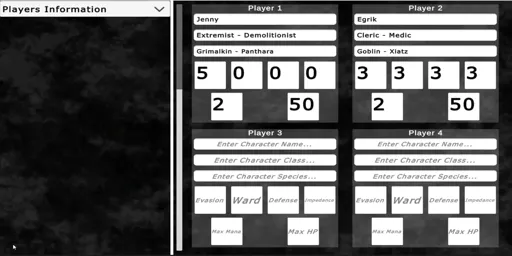 Players Information
Player 1
Jenny
Extremist - Demolitionist
Grimalkin - Panthara
5 0 0 0
2 50
Player 2
Egrik
Cleric - Medic
Goblin - Xlatz
3 3 3 3
2 50
Player 3
Enter Character Name...
Enter Character Class...
Enter Character Species...
Evasion Ward Defense Impedence
Max Mana Max HP
Player 4
Enter Character Name...
Enter Character Class...
Enter Character Species...
Evasion Ward Defense Impedence
Max Mana Max HP